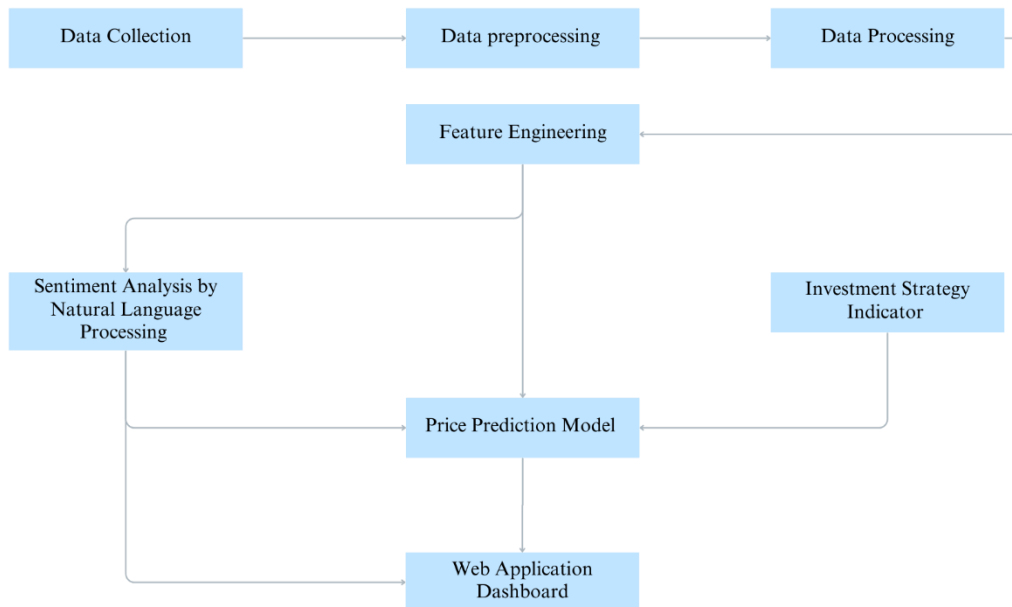 Data Collection
Data preprocessing
Data Processing
Feature Engineering
Sentiment Analysis by
Natural Language
Processing
Investment Strategy
Indicator
Price Prediction Model
Web Application
Dashboard